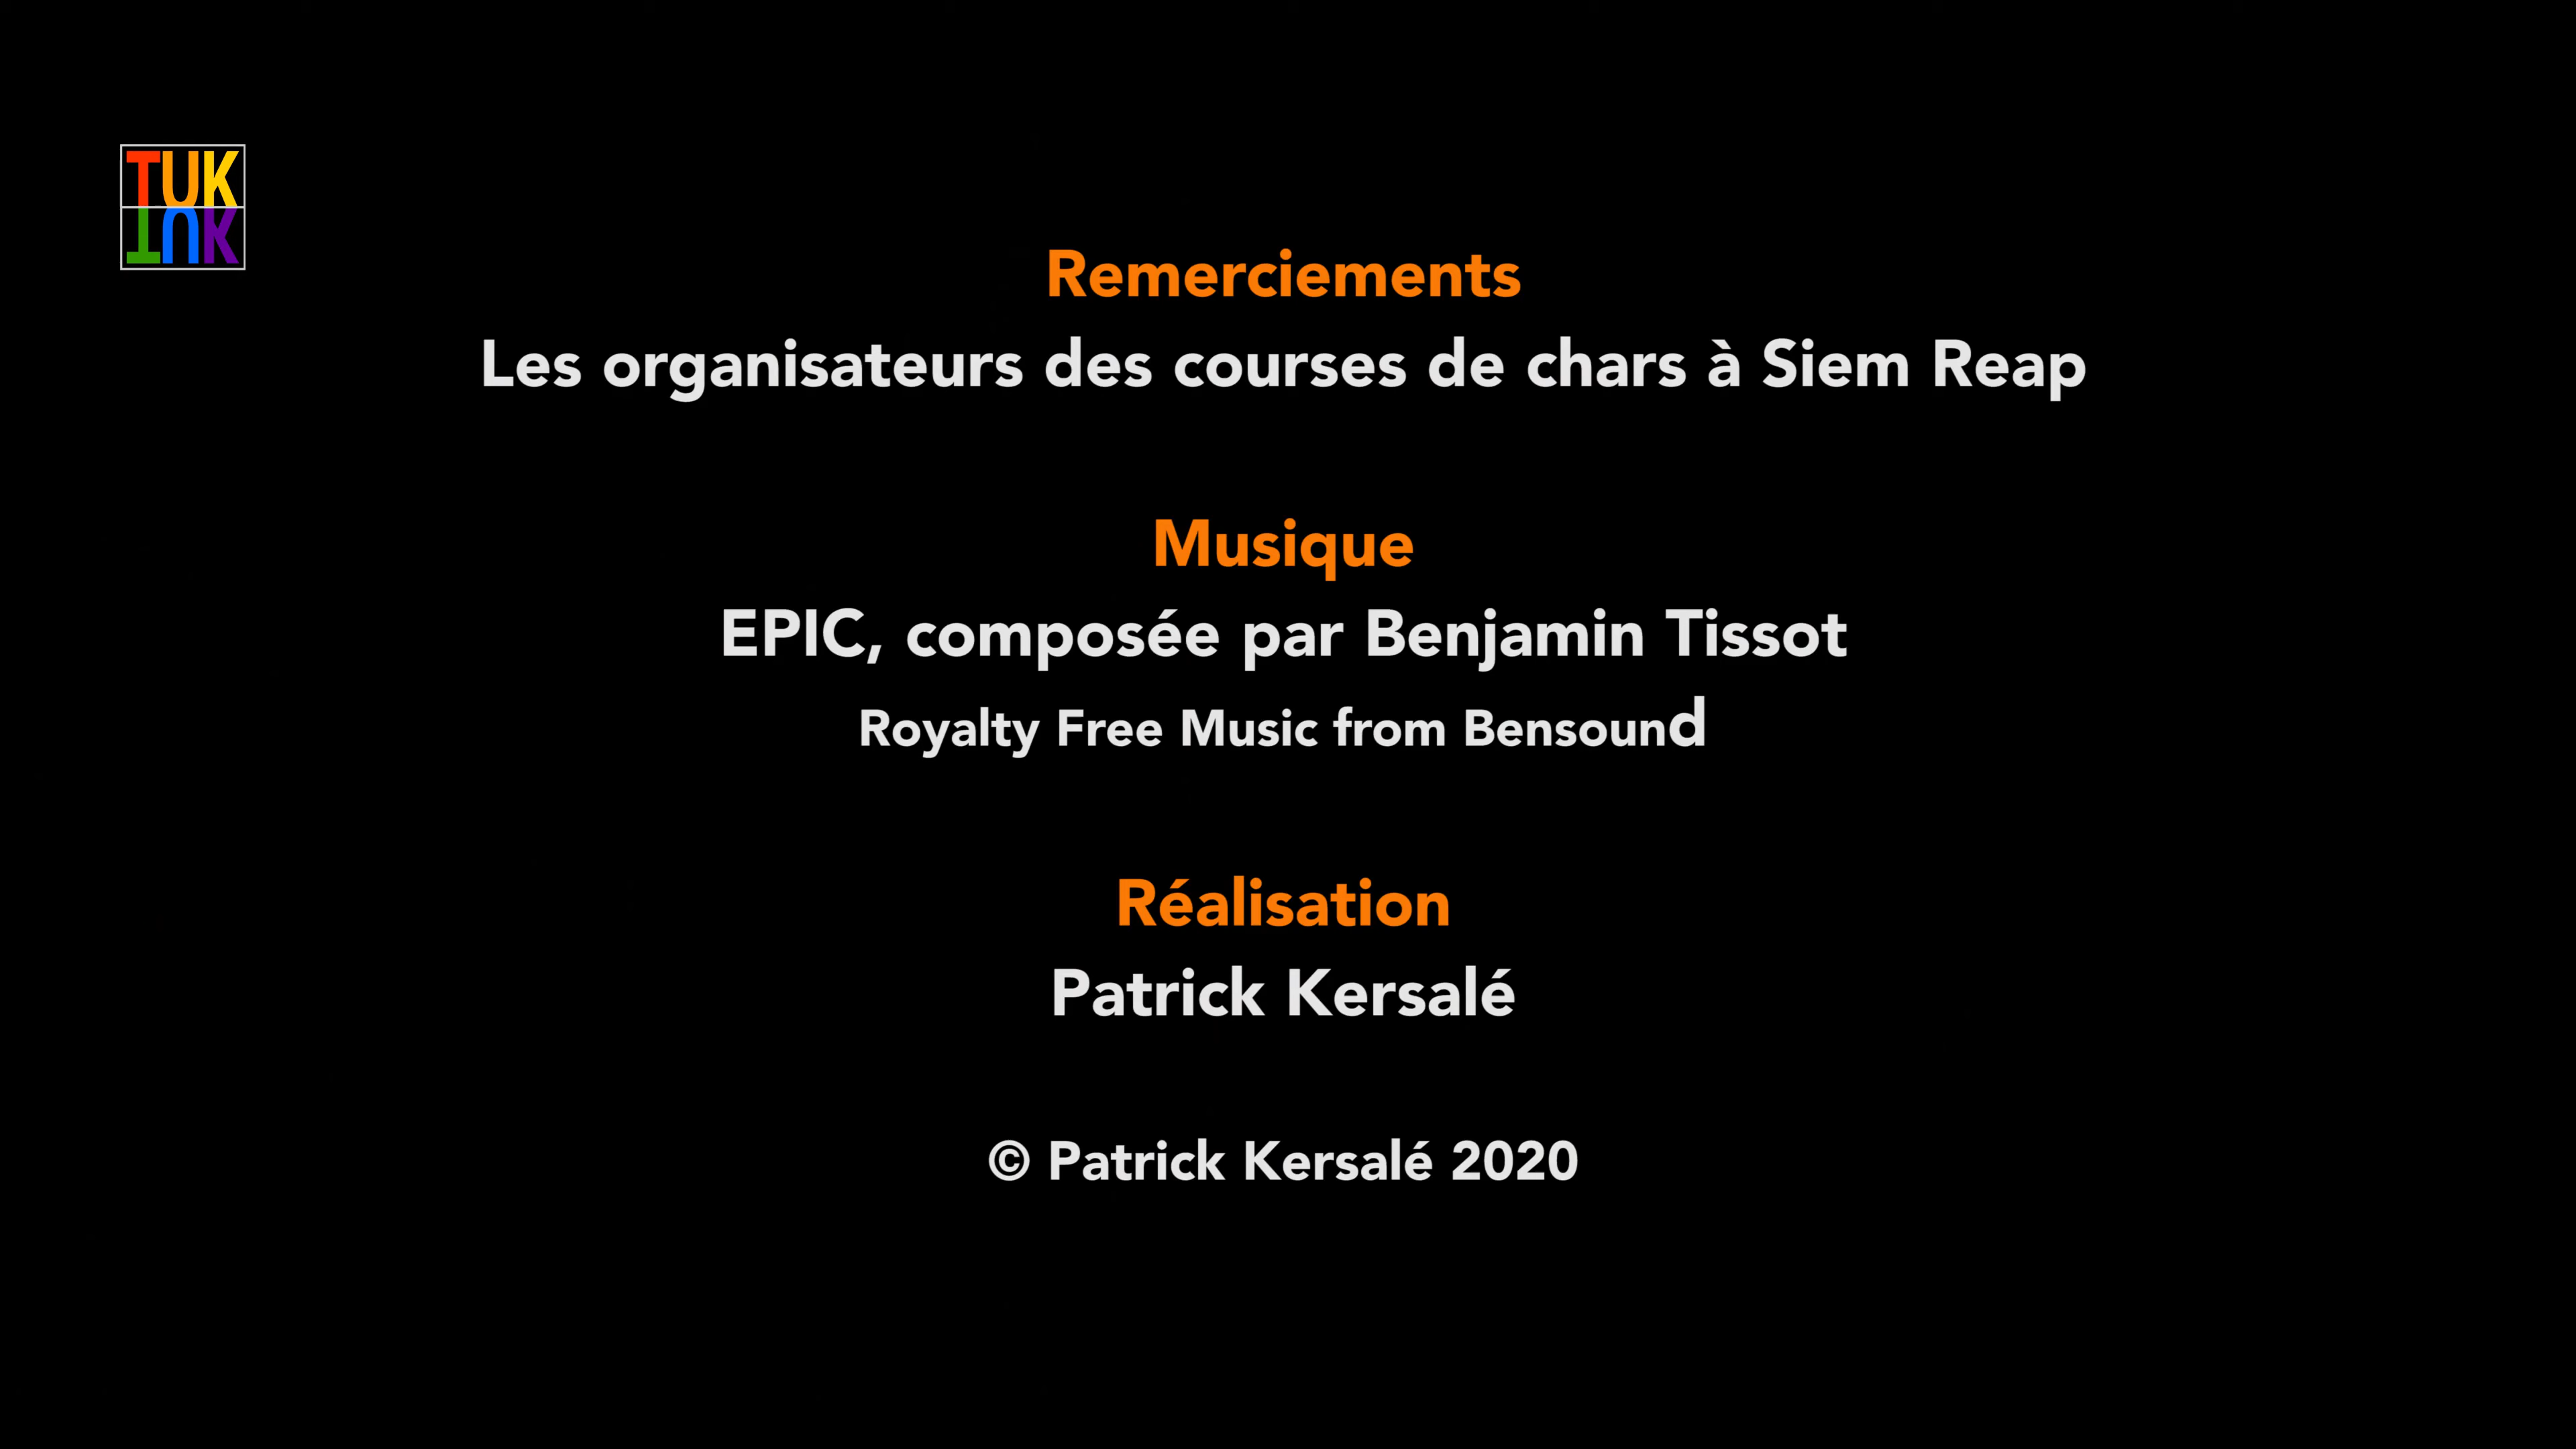 TUK
TUK
Remerciements
Les organisateurs des courses de chars à Siem Reap
Musique
EPIC, composée par Benjamin Tissot
Royalty Free Music from Bensound
Réalisation
Patrick Kersalé
© Patrick Kersalé 2020